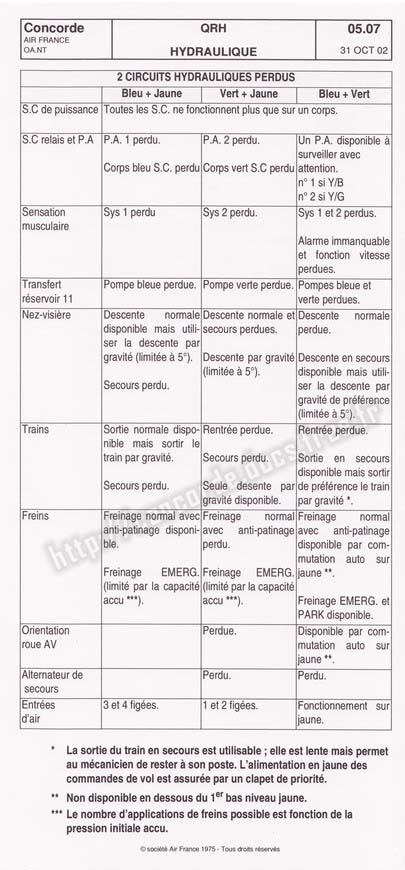 Concorde
AIR FRANCE
OA.NT
QRH
HYDRAULIQUE
05.07
31 OCT 02
2 CIRCUITS HYDRAULIQUES PERDUS
Bleu + Jaune
Vert + Jaune
Bleu + Vert
S.C de puissance
Toutes les S.C. ne fonctionnent plus que sur un corps.
S.C relais et P.A
P.A. 1 perdu.
Corps bleu S.C. perdu
P.A. 2 perdu.
Corps vert S.C perdu
Un P.A. disponible à
surveiller avec
attention.
n° 1 si Y/B
n° 2 si Y/G
Sensation
musculaire
Sys 1 perdu
Sys 2 perdu.
Sys 1 et 2 perdus.
Alarme immanquable
et fonction vitesse
perdues.
Transfert
réservoir 11
Pompe bleue perdue.
Pompe verte perdue.
Pompes bleue et
verte perdues.
Nez-visière
Descente normale
disponible mais utili-
ser la descente par
gravité (limitée à 5°).
Secours perdu.
Descente normale et
secours perdues.
Descente par gravité
(limitée à 5°).
Descente normale
perdue.
Descente en secours
disponible mais utili-
ser la descente par
gravité de préférence
(limitée à 5°).
Trains
Sortie normale dispo-
nible mais sortir le
train par gravité.
Secours perdu.
Rentrée perdue.
Secours perdu.
Seule desente par
gravité disponible.
Rentrée perdue.
Sortie en secours
disponible mais sortir
de préférence le train
par gravité *.
Freins
Freinage normal avec
anti-patinage disponi-
ble.
Freinage EMERG.
(limité par la capacité
accu ***).
Freinage normal
avec anti-patinage
perdu.
Freinage EMERG.
(limitée par la capacité
accu ***).
Freinage normal
avec anti-patinage
disponible par com-
mutation auto sur
jaune **.
Freinage EMERG. et
PARK disponible.
Orientation
roue AV
Perdue.
Disponible par com-
mutation auto sur
jaune **.
Alternateur de
secours
Perdu.
Perdu.
Entrées
d'air
3 et 4 figées.
1 et 2 figées.
Fonctionnement sur
jaune.
* La sortie du train en secours est utilisable ; elle est lente mais permet
au mécanicien de rester à son poste. L'alimentation en jaune des
commandes de vol est assurée par un clapet de priorité.
** Non disponible en dessous du 1er bas niveau jaune.
*** Le nombre d'applications de freins possible est fonction de la
pression initiale accu.
© société Air France 1975 - Tous droits réservés